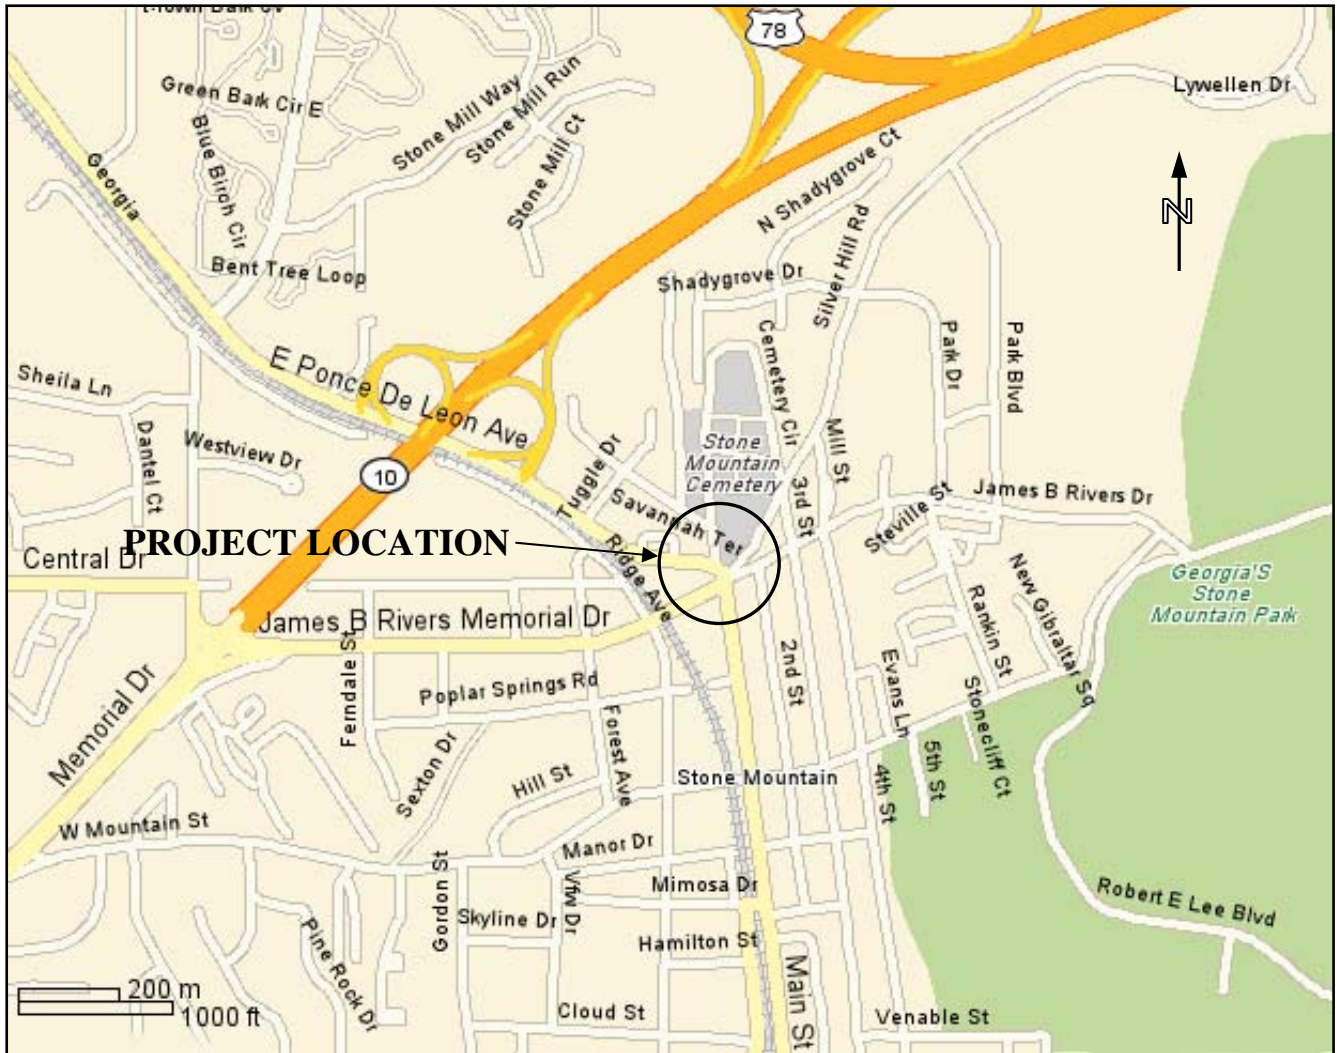 78
Lywellen Dr
Green Bark Cir E
Stone Mill Way
Stone Mill Run
Blue Birch Cir
Stone Mill Ct
N Shadygrove Ct
Georgia
N
Silver Hill Rd
Bent Tree Loop
Shadygrove Dr
E Ponce De Leon Ave
Cemetery Cir
Park Dr
Park Blvd
Sheila Ln
Dantel Ct
Westview Dr
Tuggle Dr
Stone
Mountain
Cemetery
Mill St
10
Savannah Ter
3rd St
Steville St
James B Rivers Dr
PROJECT LOCATION
Central Dr
Ridge Ave
New Gibraltar Sq
Georgia'S
Stone
Mountain Park
James B Rivers Memorial Dr
Rankin St
Ferndale St
2nd St
Evans Ln
Poplar Springs Rd
Memorial Dr
Forest Ave
Stonecliff Ct
Sexton Dr
Hill St
Stone Mountain
4th St
5th St
W Mountain St
Manor Dr
Gordon St
Vfw Dr
Mimosa Dr
Robert E Lee Blvd
Skyline Dr
Pine Rock Dr
Hamilton St
Main St
200 m
1000 ft
Cloud St
Venable St